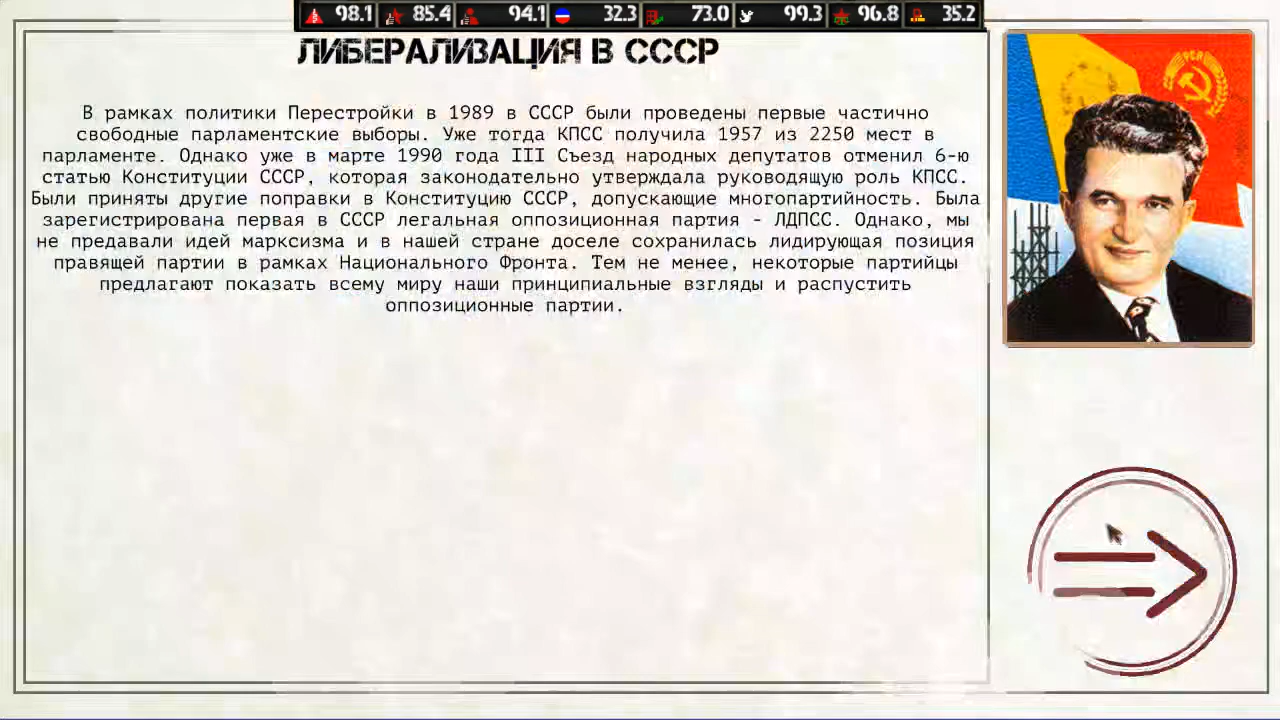 98.1 85.4 94.1 32.3 73.0 99.3 96.8 35.2
ЛИБЕРАЛИЗАЦИЯ В СССР
В рамках политики Перестройки в 1989 в СССР были проведены первые частично
свободные парламентские выборы. Уже тогда КПСС получила 1957 из 2250 мест в
парламенте. Однако уже в марте 1990 года III Съезд народных депутатов отменил 6-ю
статью Конституции СССР, которая законодательно утверждала руководящую роль КПСС.
Были приняты другие поправки в Конституцию СССР, допускающие многопартийность. Была
зарегистрирована первая в СССР легальная оппозиционная партия - ЛДПСС. Однако, мы
не предавали идей марксизма и в нашей стране доселе сохранилась лидирующая позиция
правящей партии в рамках Национального Фронта. Тем не менее, некоторые партийцы
предлагают показать всему миру наши принципиальные взгляды и распустить
оппозиционные партии.